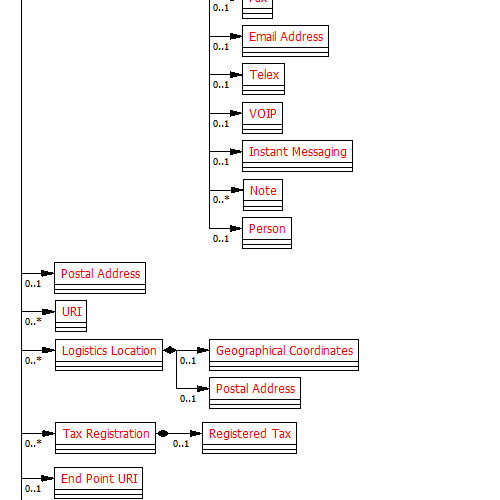 Fax
0..1
Email Address
0..1
Telex
0..1
VOIP
0..1
Instant Messaging
0..1
Note
0..*
Person
0..1
Postal Address
0..1
URI
0..*
Logistics Location
0..*
Geographical Coordinates
0..1
Postal Address
0..1
Tax Registration
0..*
Registered Tax
0..1
End Point URI
0..1